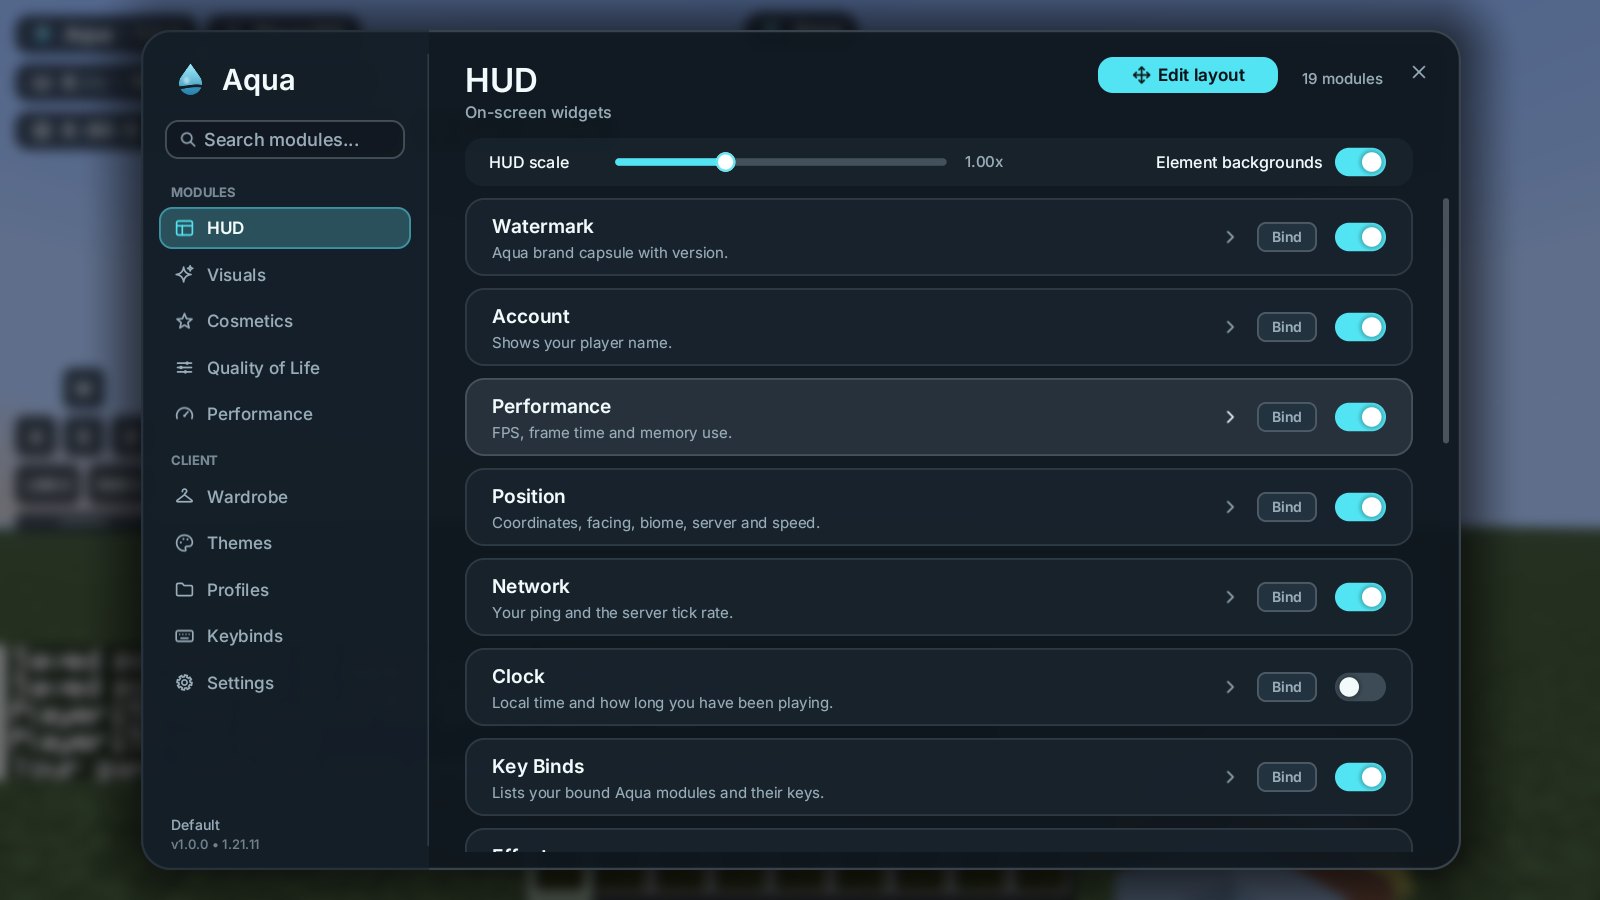 Aqua
Search modules...
MODULES
HUD
Visuals
Cosmetics
Quality of Life
Performance
CLIENT
Wardrobe
Themes
Profiles
Keybinds
Settings
Default
v1.0.0 • 1.21.11
HUD
On-screen widgets
Edit layout
19 modules
HUD scale
1.00x
Element backgrounds
Watermark
Aqua brand capsule with version.
Bind
Account
Shows your player name.
Bind
Performance
FPS, frame time and memory use.
Bind
Position
Coordinates, facing, biome, server and speed.
Bind
Network
Your ping and the server tick rate.
Bind
Clock
Local time and how long you have been playing.
Bind
Key Binds
Lists your bound Aqua modules and their keys.
Bind